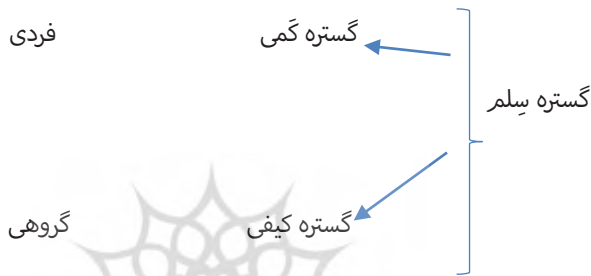 گستره کَمی فردی
گستره سِلم
گستره کیفی گروهی